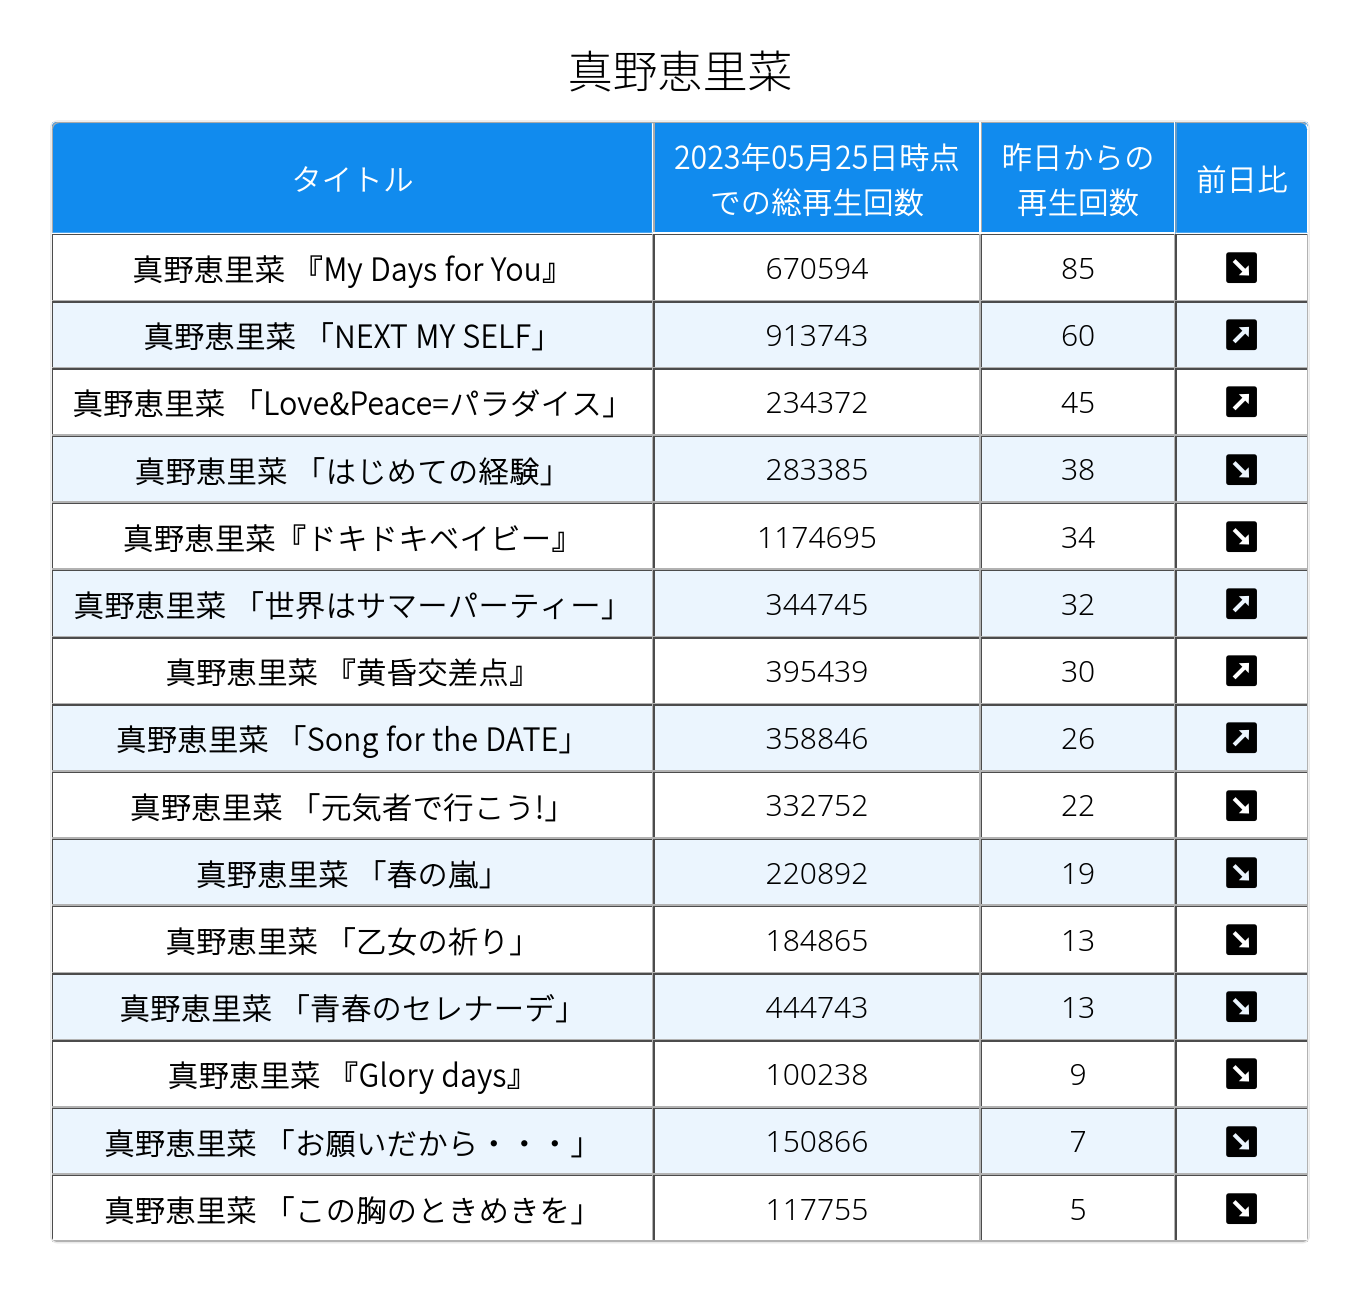 真野恵里菜
タイトル 2023年05月25日時点での総再生回数 昨日からの再生回数 前日比
真野恵里菜 『My Days for You』 670594 85 ↘
真野恵里菜 「NEXT MY SELF」 913743 60 ↗
真野恵里菜 「Love&Peace=パラダイス」 234372 45 ↗
真野恵里菜 「はじめての経験」 283385 38 ↘
真野恵里菜『ドキドキベイビー』 1174695 34 ↘
真野恵里菜 「世界はサマーパーティー」 344745 32 ↗
真野恵里菜 『黄昏交差点』 395439 30 ↗
真野恵里菜 「Song for the DATE」 358846 26 ↗
真野恵里菜 「元気者で行こう!」 332752 22 ↘
真野恵里菜 「春の嵐」 220892 19 ↘
真野恵里菜 「乙女の祈り」 184865 13 ↘
真野恵里菜 「青春のセレナーデ」 444743 13 ↘
真野恵里菜 『Glory days』 100238 9 ↘
真野恵里菜 「お願いだから・・・」 150866 7 ↘
真野恵里菜 「この胸のときめきを」 117755 5 ↘